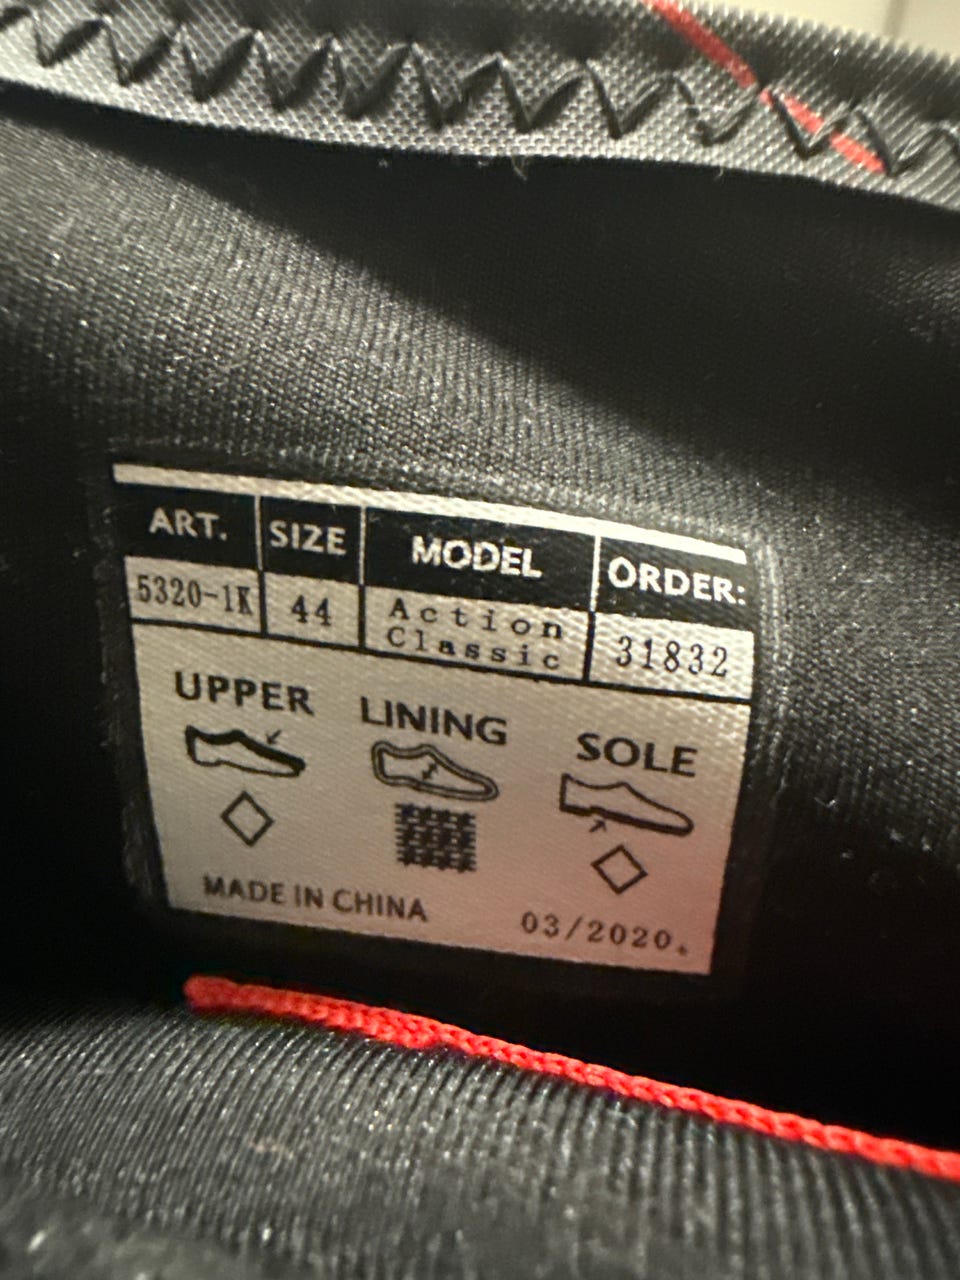 ART. SIZE MODEL ORDER:
5320-1K 44 Action Classic 31832
UPPER LINING SOLE
MADE IN CHINA 03/2020.